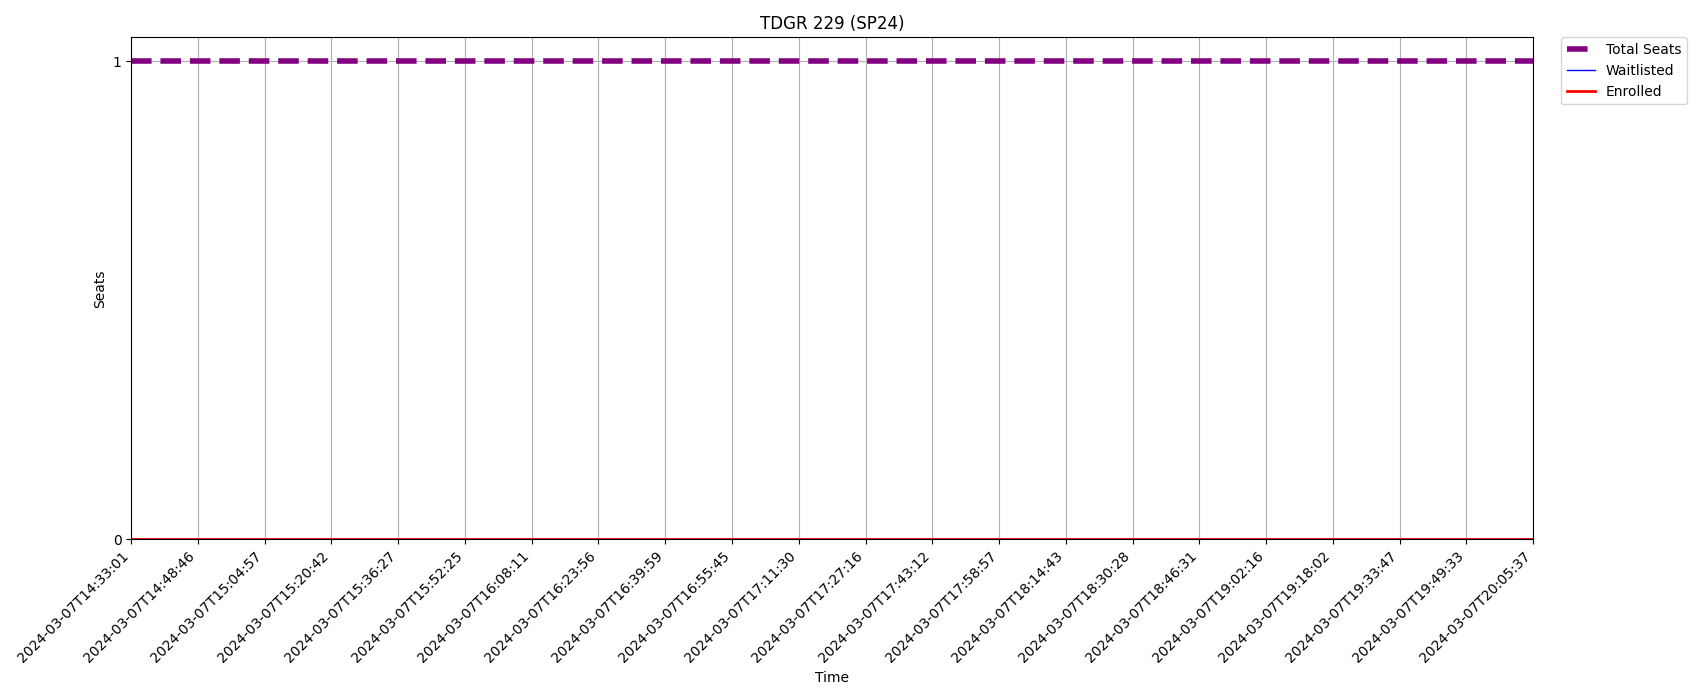 TDGR 229 (SP24)
Total Seats
Waitlisted
Enrolled
1
0
Seats
2024-03-07T14:33:01
2024-03-07T14:48:46
2024-03-07T15:04:57
2024-03-07T15:20:42
2024-03-07T15:36:27
2024-03-07T15:52:25
2024-03-07T16:08:11
2024-03-07T16:23:56
2024-03-07T16:39:59
2024-03-07T16:55:45
2024-03-07T17:11:30
2024-03-07T17:27:16
2024-03-07T17:43:12
2024-03-07T17:58:57
2024-03-07T18:14:43
2024-03-07T18:30:28
2024-03-07T18:46:31
2024-03-07T19:02:16
2024-03-07T19:18:02
2024-03-07T19:33:47
2024-03-07T19:49:33
2024-03-07T20:05:37
Time